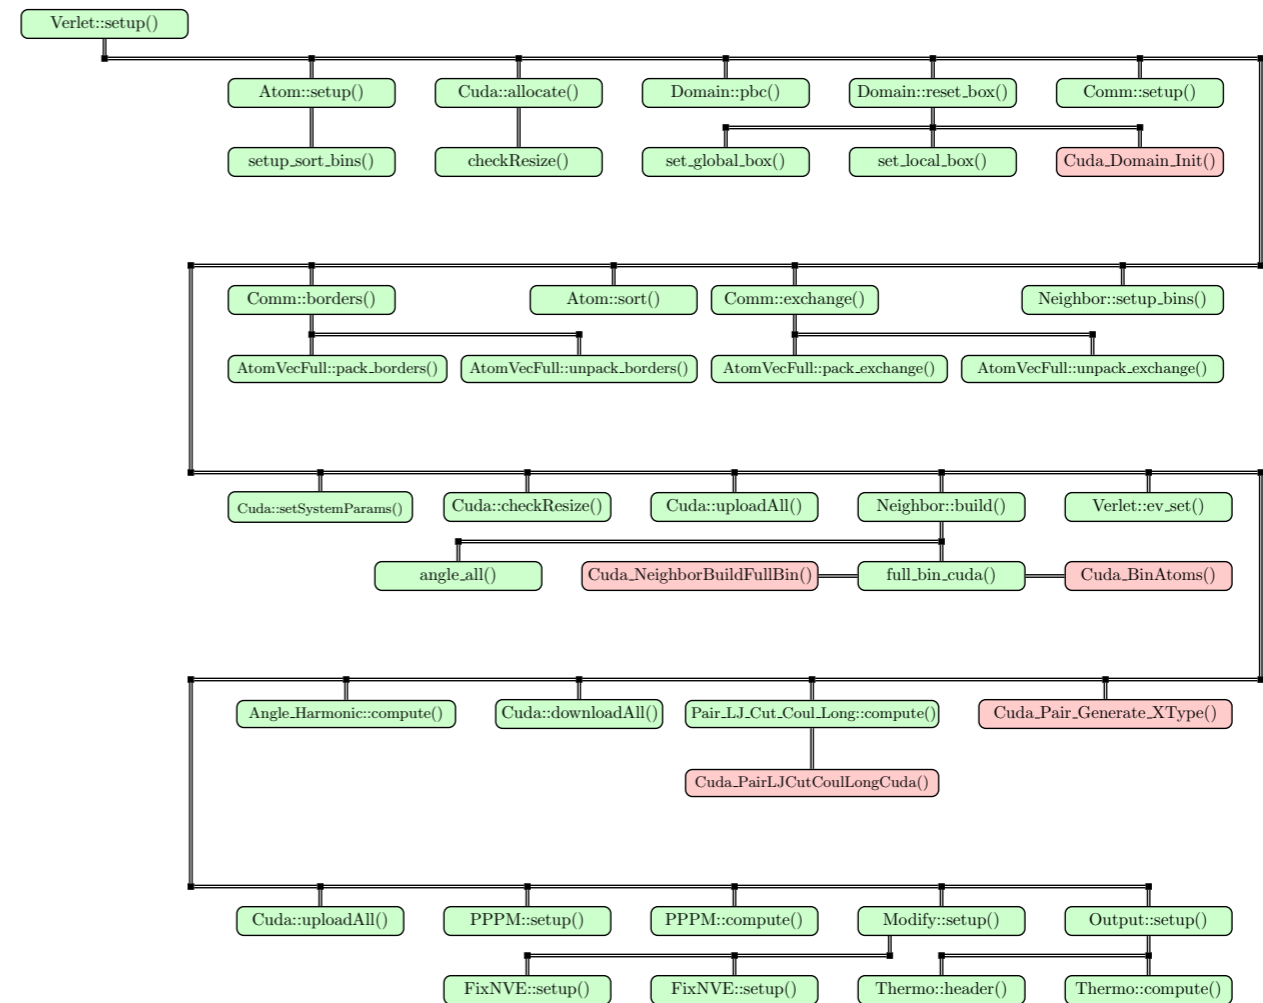 Verlet::setup()
Atom::setup() Cuda::allocate() Domain::pbc() Domain::reset_box() Comm::setup()
setup_sort_bins() checkResize() set_global_box() set_local_box() Cuda_Domain_Init()
Comm::borders() Atom::sort() Comm::exchange() Neighbor::setup_bins()
AtomVecFull::pack_borders() AtomVecFull::unpack_borders() AtomVecFull::pack_exchange() AtomVecFull::unpack_exchange()
Cuda::setSystemParams() Cuda::checkResize() Cuda::uploadAll() Neighbor::build() Verlet::ev_set()
angle_all() Cuda_NeighborBuildFullBin() full_bin_cuda() Cuda_BinAtoms()
Angle_Harmonic::compute() Cuda::downloadAll() Pair_LJ_Cut_Coul_Long::compute() Cuda_Pair_Generate_XType()
Cuda_PairLJCutCoulLongCuda()
Cuda::uploadAll() PPPM::setup() PPPM::compute() Modify::setup() Output::setup()
FixNVE::setup() FixNVE::setup() Thermo::header() Thermo::compute()